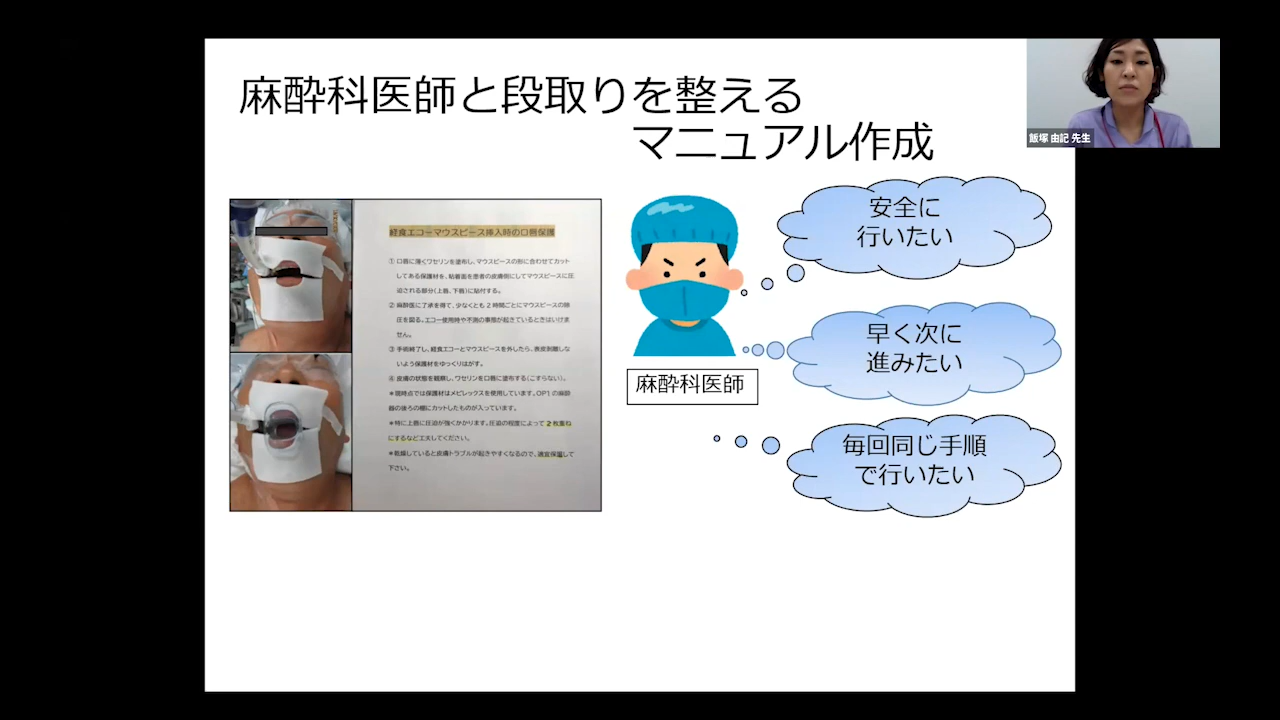 麻酔科医師と段取りを整える
マニュアル作成
飯塚 由記 先生
経食エコーマウスピース挿入時の口唇保護
① 口唇に薄くワセリンを塗布し、マウスピースの形に合わせてカット
してある保護材を、粘着面を患者の皮膚側にしてマウスピースに圧
迫される部分(上唇、下唇)に貼付する。
② 麻酔医に了承を得て、少なくとも2時間ごとにマウスピースの除
圧を図る。エコー使用時や不測の事態が起きているときはいけま
せん。
③ 手術終了し、経食エコーとマウスピースを外したら、表皮剥離しな
いよう保護材をゆっくりはがす。
④ 皮膚の状態を観察し、ワセリンを口唇に塗布する(こすらない)。
*現時点では保護材はメピレックスを使用しています。OP1の麻酔
器の後ろの棚にカットしたものが入っています。
*特に上唇に圧迫が強くかかります。圧迫の程度によって2枚重ね
にするなど工夫してください。
*乾燥していると皮膚トラブルが起きやすくなるので、適宜保湿して
下さい。
麻酔科医師
安全に
行いたい
早く次に
進みたい
毎回同じ手順
で行いたい